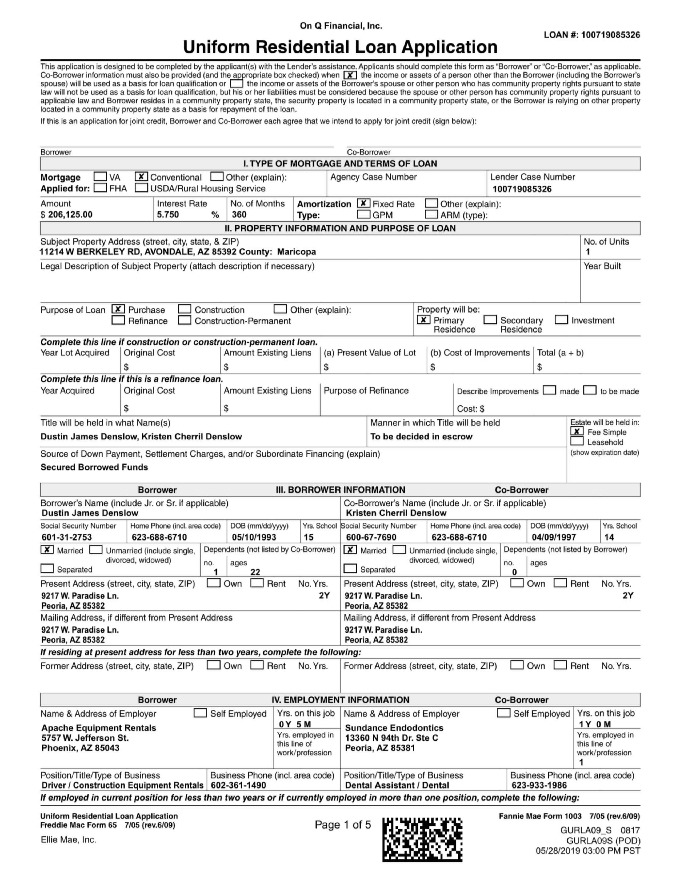 On Q Financial, Inc.
LOAN #: 100719085326
Uniform Residential Loan Application
This application is designed to be completed by the applicant(s) with the Lender's assistance. Applicants should complete this form as "Borrower" or "Co-Borrower," as applicable.
Co-Borrower information must also be provided (and the appropriate box checked) when [X] the income or assets of a person other than the Borrower (including the Borrower's
spouse) will be used as a basis for loan qualification or [ ] the income or assets of the Borrower's spouse or other person who has community property rights pursuant to state
law will not be used as a basis for loan qualification, but his or her liabilities must be considered because the spouse or other person has community property rights pursuant to
applicable law and Borrower resides in a community property state, the security is located in a community property state, or the Borrower is relying on other property
located in a community property state as a basis for repayment of the loan.
If this is an application for joint credit, Borrower and Co-Borrower each agree that we intend to apply for joint credit (sign below):
Borrower Co-Borrower
I. TYPE OF MORTGAGE AND TERMS OF LOAN
Mortgage [ ] VA [X] Conventional [ ] Other (explain): Agency Case Number Lender Case Number
Applied for: [ ] FHA [ ] USDA/Rural Housing Service 100719085326
Amount Interest Rate No. of Months Amortization [X] Fixed Rate [ ] Other (explain):
$ 206,125.00 5.750 % 360 Type: [ ] GPM [ ] ARM (type):
II. PROPERTY INFORMATION AND PURPOSE OF LOAN
Subject Property Address (street, city, state, & ZIP) No. of Units
11214 W BERKELEY RD, AVONDALE, AZ 85392 County: Maricopa 1
Legal Description of Subject Property (attach description if necessary) Year Built
Purpose of Loan [X] Purchase [ ] Construction [ ] Other (explain): Property will be:
[ ] Refinance [ ] Construction-Permanent [X] Primary Residence [ ] Secondary Residence [ ] Investment
Complete this line if construction or construction-permanent loan.
Year Lot Acquired Original Cost Amount Existing Liens (a) Present Value of Lot (b) Cost of Improvements Total (a + b)
$ $ $ $ $
Complete this line if this is a refinance loan.
Year Acquired Original Cost Amount Existing Liens Purpose of Refinance Describe Improvements [ ] made [ ] to be made
$ $ Cost: $
Title will be held in what Name(s) Manner in which Title will be held Estate will be held in:
Dustin James Denslow, Kristen Cherril Denslow To be decided in escrow [X] Fee Simple
[ ] Leasehold
Source of Down Payment, Settlement Charges, and/or Subordinate Financing (explain) (show expiration date)
Secured Borrowed Funds
Borrower III. BORROWER INFORMATION Co-Borrower
Borrower's Name (include Jr. or Sr. if applicable) Co-Borrower's Name (include Jr. or Sr. if applicable)
Dustin James Denslow Kristen Cherril Denslow
Social Security Number Home Phone (incl. area code) DOB (mm/dd/yyyy) Yrs. School Social Security Number Home Phone (incl. area code) DOB (mm/dd/yyyy) Yrs. School
601-31-2753 623-688-6710 05/10/1993 15 600-67-7690 623-688-6710 04/09/1997 14
[X] Married [ ] Unmarried (include single, Dependents (not listed by Co-Borrower) [X] Married [ ] Unmarried (include single, Dependents (not listed by Borrower)
[ ] Separated divorced, widowed) no. 1 ages 22 [ ] Separated divorced, widowed) no. 0 ages
Present Address (street, city, state, ZIP) [ ] Own [ ] Rent No. Yrs. Present Address (street, city, state, ZIP) [ ] Own [ ] Rent No. Yrs.
9217 W. Paradise Ln. 2Y 9217 W. Paradise Ln. 2Y
Peoria, AZ 85382 Peoria, AZ 85382
Mailing Address, if different from Present Address Mailing Address, if different from Present Address
9217 W. Paradise Ln. 9217 W. Paradise Ln.
Peoria, AZ 85382 Peoria, AZ 85382
If residing at present address for less than two years, complete the following:
Former Address (street, city, state, ZIP) [ ] Own [ ] Rent No. Yrs. Former Address (street, city, state, ZIP) [ ] Own [ ] Rent No. Yrs.
Borrower IV. EMPLOYMENT INFORMATION Co-Borrower
Name & Address of Employer [ ] Self Employed Yrs. on this job Name & Address of Employer [ ] Self Employed Yrs. on this job
0 Y 5 M 1 Y 0 M
Apache Equipment Rentals Yrs. employed in this line of work/profession Sundance Endodontics Yrs. employed in this line of work/profession
5757 W. Jefferson St. 13360 N 94th Dr. Ste C
Phoenix, AZ 85043 Peoria, AZ 85381
1
Position/Title/Type of Business Business Phone (incl. area code) Position/Title/Type of Business Business Phone (incl. area code)
Driver / Construction Equipment Rentals 602-361-1490 Dental Assistant / Dental 623-933-1986
If employed in current position for less than two years or if currently employed in more than one position, complete the following:
Uniform Residential Loan Application Fannie Mae Form 1003 7/05 (rev.6/09)
Freddie Mac Form 65 7/05 (rev.6/09)
Page 1 of 5
GURLA09_S 0817
Ellie Mae, Inc. GURLA09S (POD)
05/28/2019 03:00 PM PST